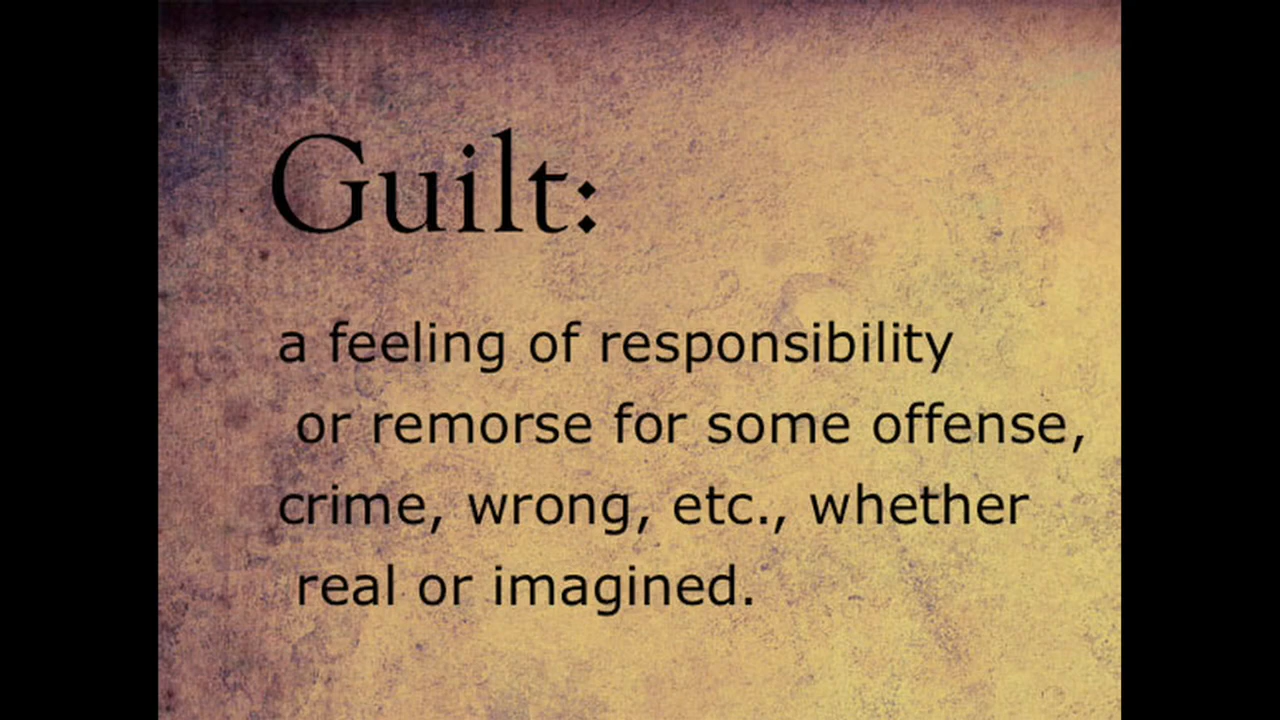 Guilt:
a feeling of responsibility
or remorse for some offense,
crime, wrong, etc., whether
real or imagined.